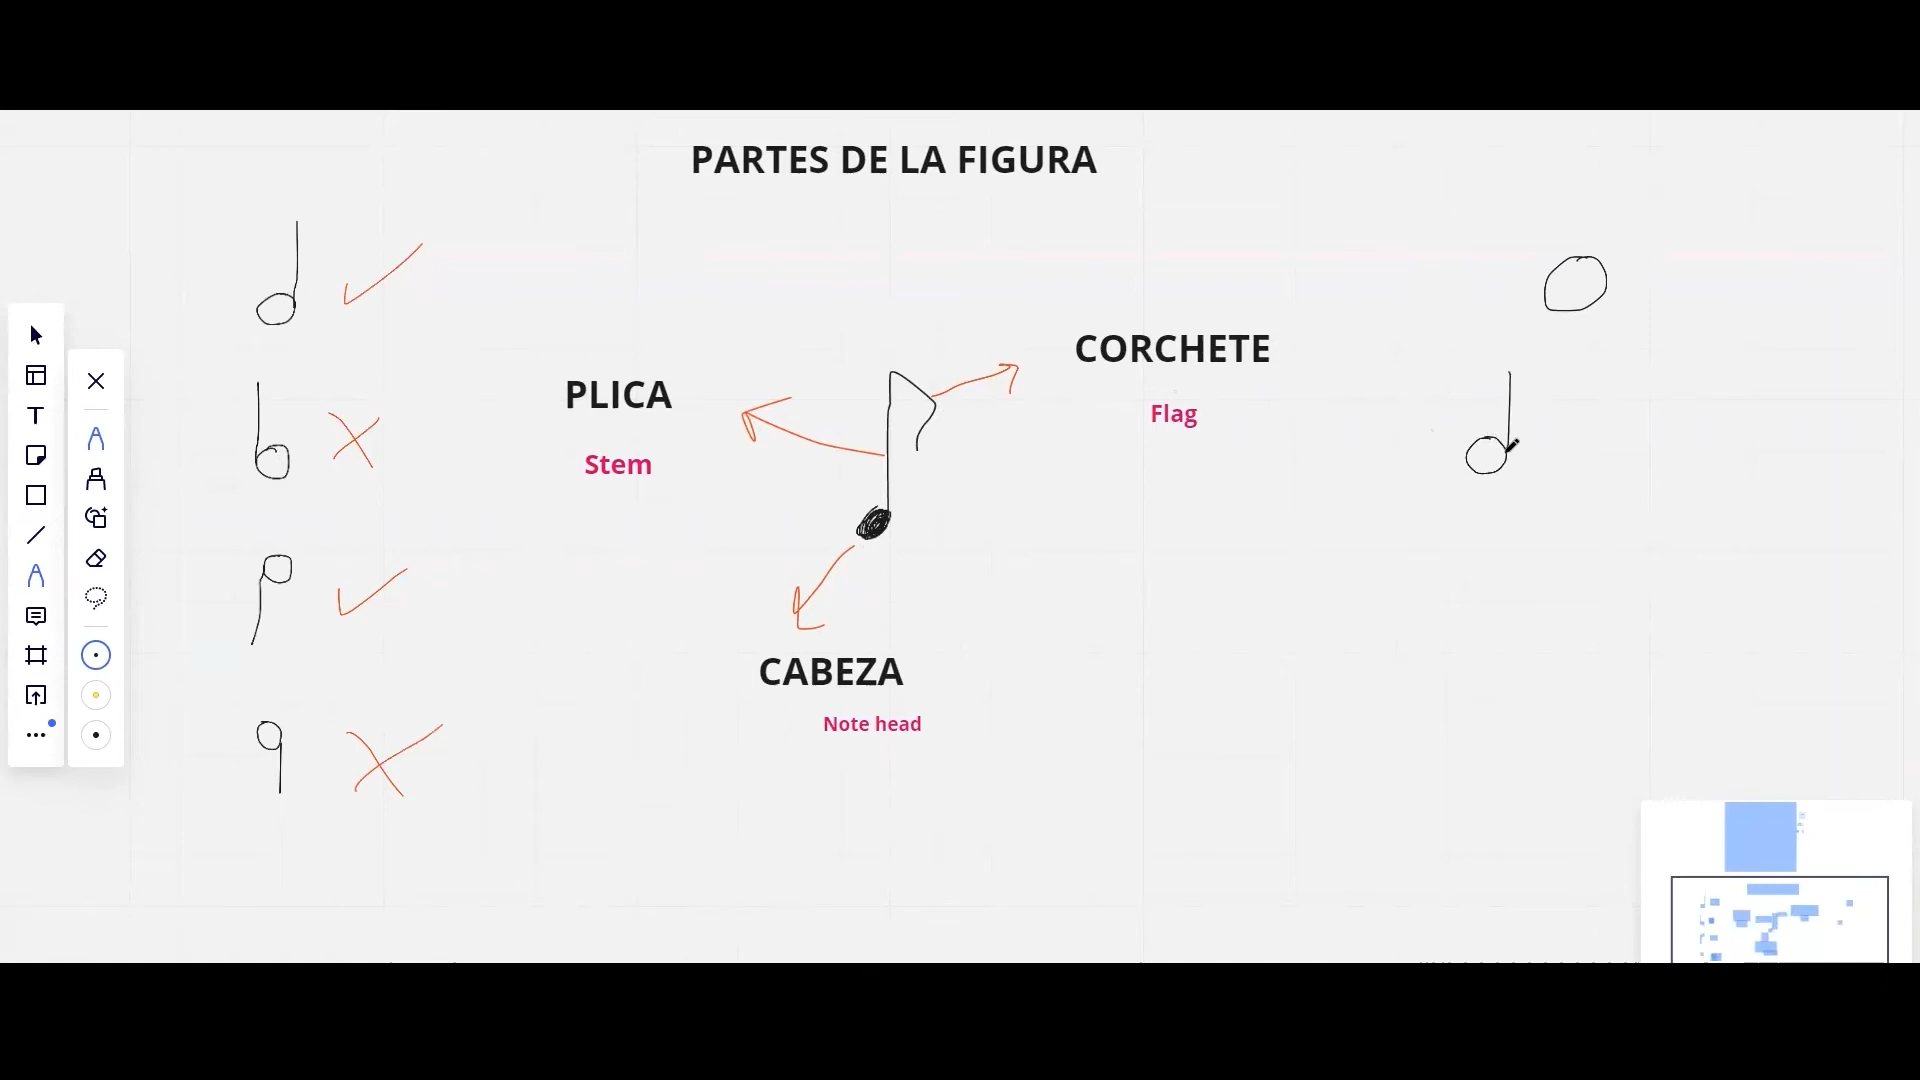 PARTES DE LA FIGURA
CORCHETE
Flag
PLICA
Stem
CABEZA
Note head